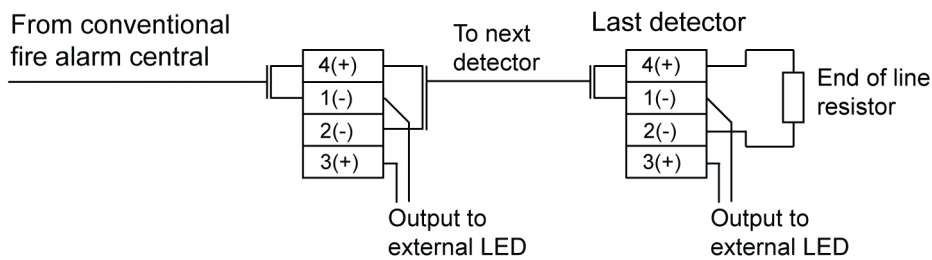 From conventional
fire alarm central
4(+)
1(-)
2(-)
3(+)
Output to
external LED
To next
detector
Last detector
4(+)
1(-)
2(-)
3(+)
Output to
external LED
End of line
resistor